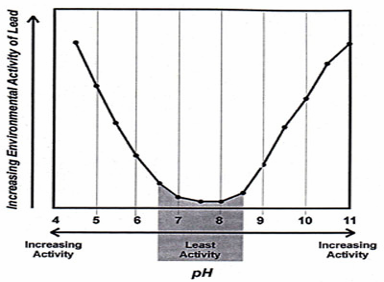 Increasing Environmental Activity of Lead
4 5 6 7 8 9 10 11
Increasing Activity
Least Activity
Increasing Activity
pH